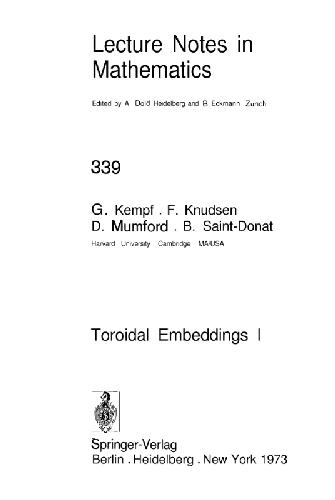 Lecture Notes in
Mathematics
Edited by A. Dold Heidelberg and B. Eckmann Zurich
339
G. Kempf . F. Knudsen
D. Mumford . B. Saint-Donat
Harvard University Cambridge MA/USA
Toroidal Embeddings I
Springer-Verlag
Berlin . Heidelberg . New York 1973